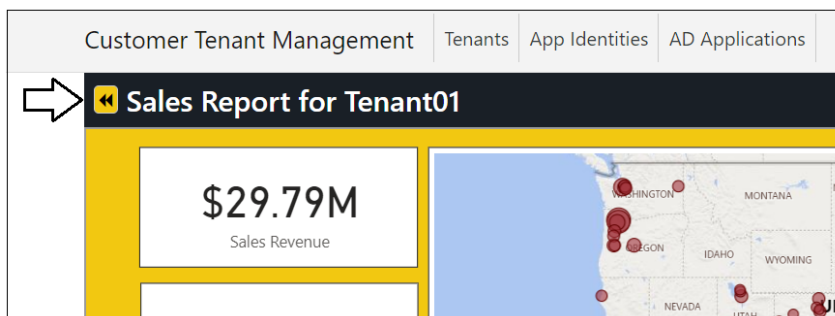 Customer Tenant Management
Tenants
App Identities
AD Applications
Sales Report for Tenant01
$29.79M
Sales Revenue
WASHINGTON
MONTANA
OREGON
IDAHO
WYOMING
NEVADA
UTAH